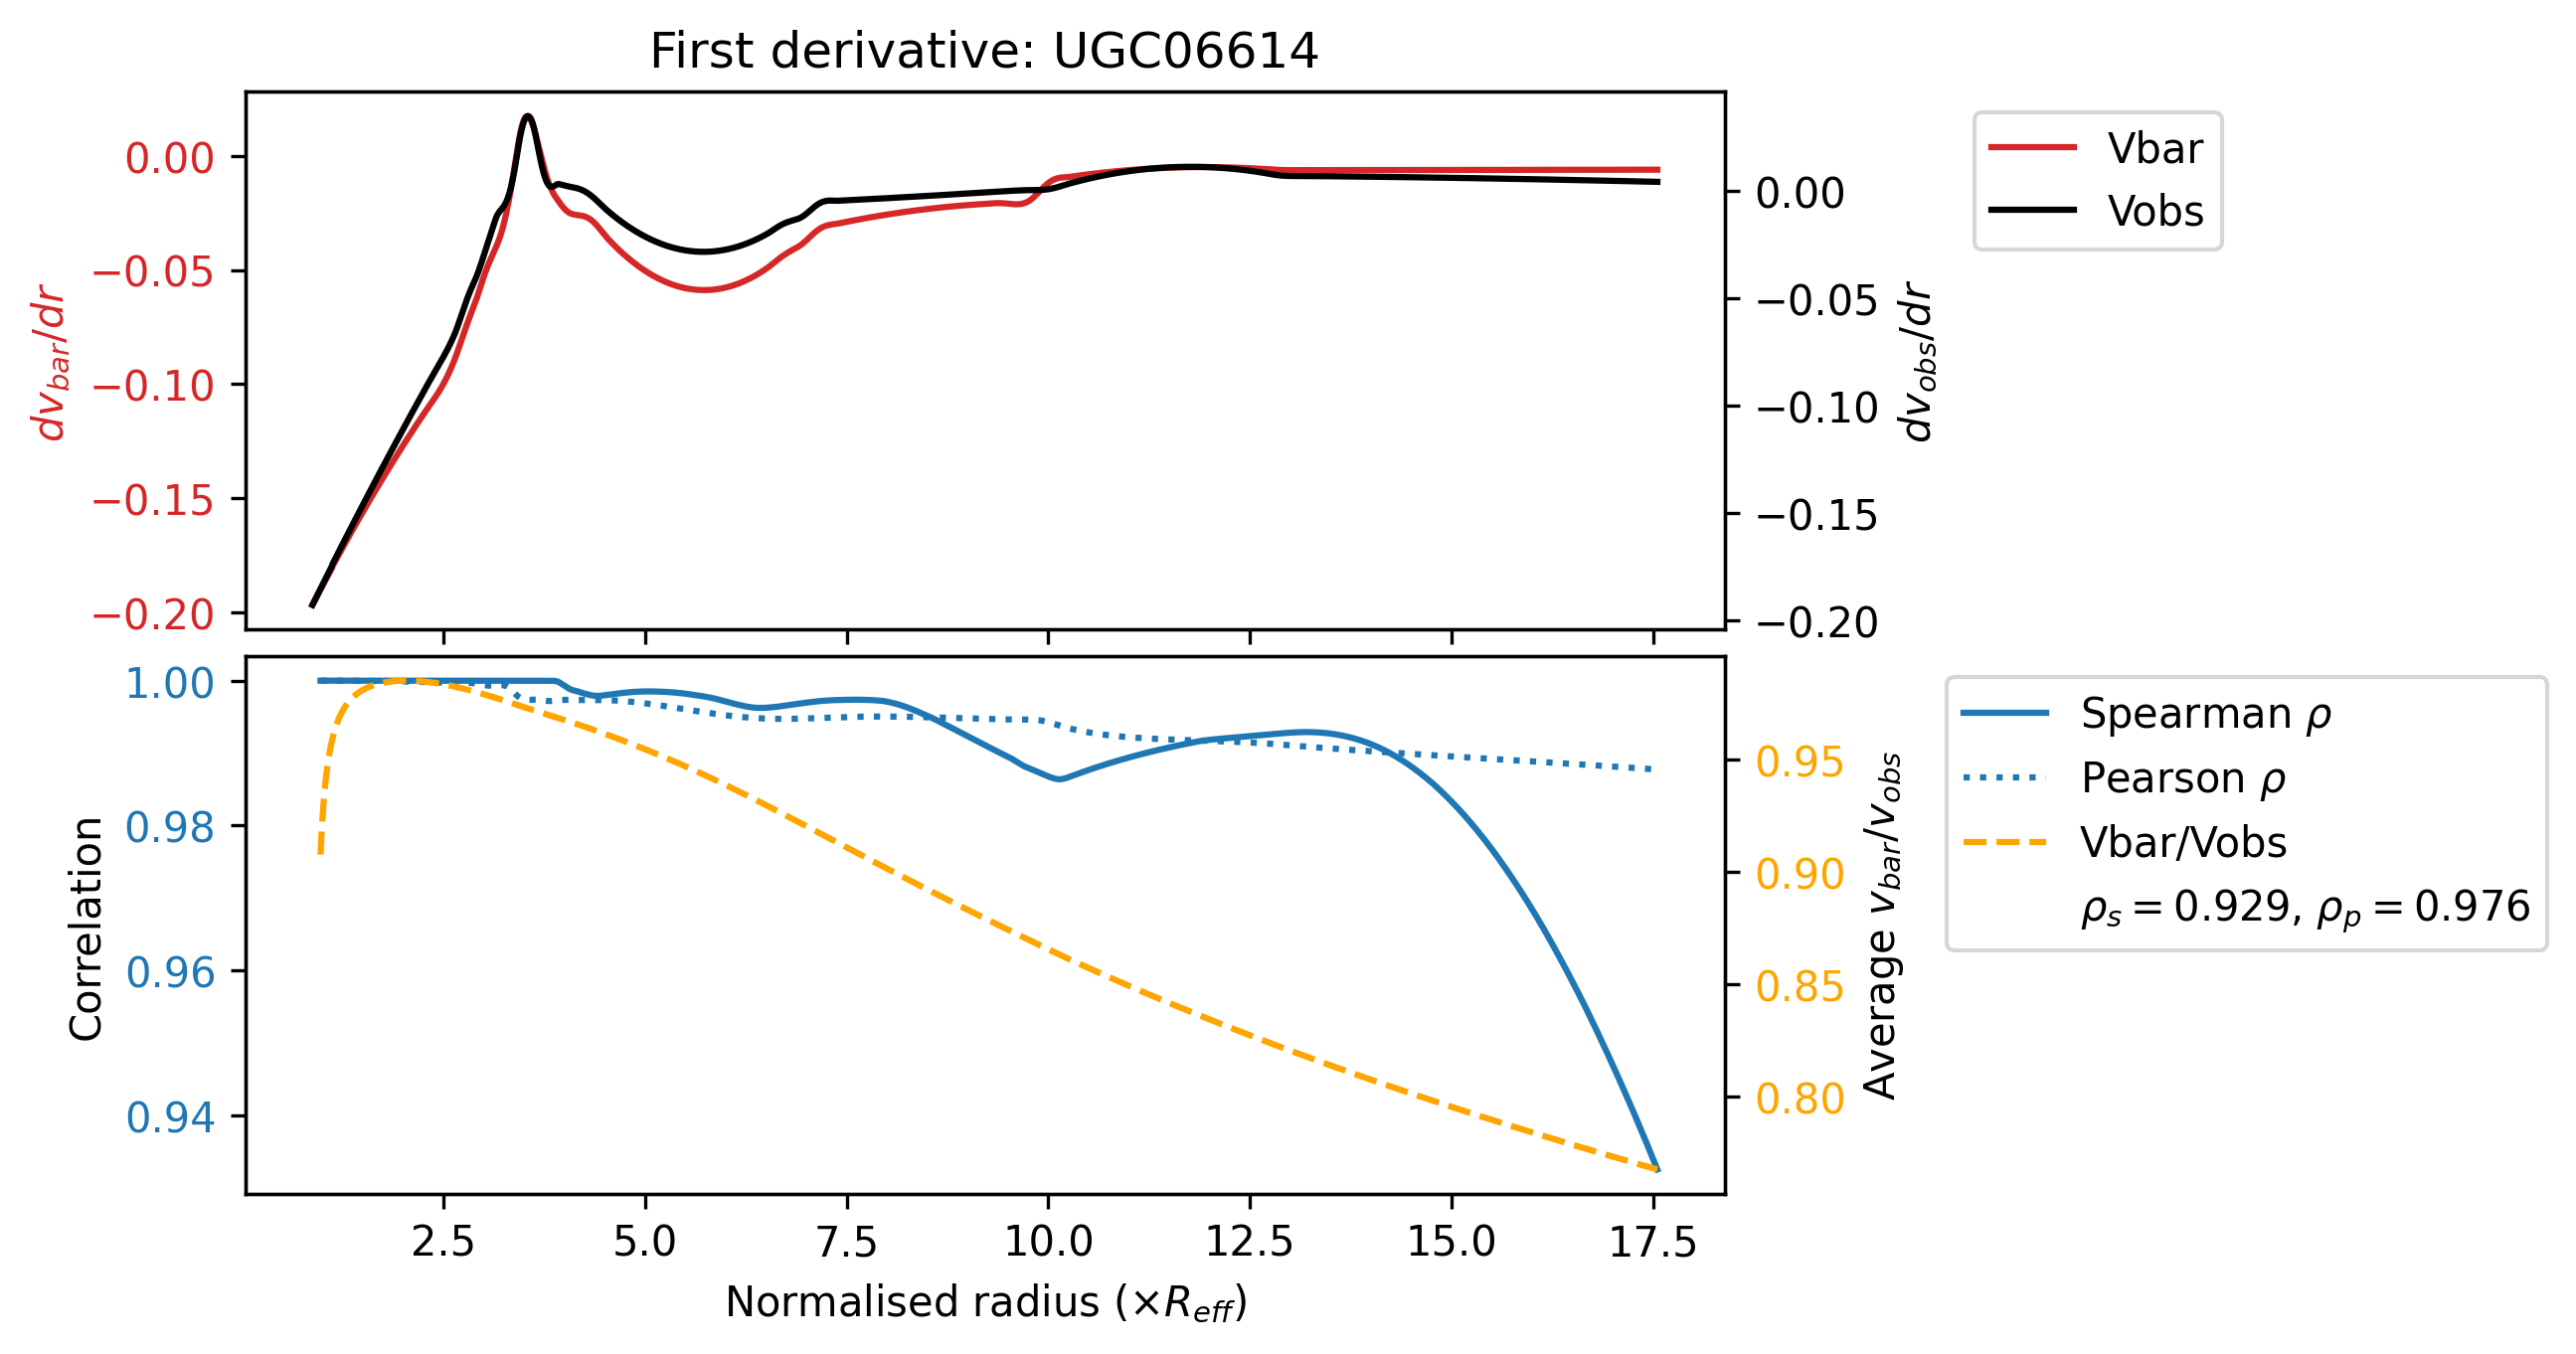 First derivative: UGC06614
dv_bar/dr
0.00
−0.05
−0.10
−0.15
−0.20
0.00
−0.05
−0.10
−0.15
−0.20
dv_obs/dr
Vbar
Vobs
Correlation
1.00
0.98
0.96
0.94
0.95
0.90
0.85
0.80
Average v_bar/v_obs
Spearman ρ
Pearson ρ
Vbar/Vobs
ρ_s = 0.929, ρ_p = 0.976
2.5 5.0 7.5 10.0 12.5 15.0 17.5
Normalised radius (×R_eff)